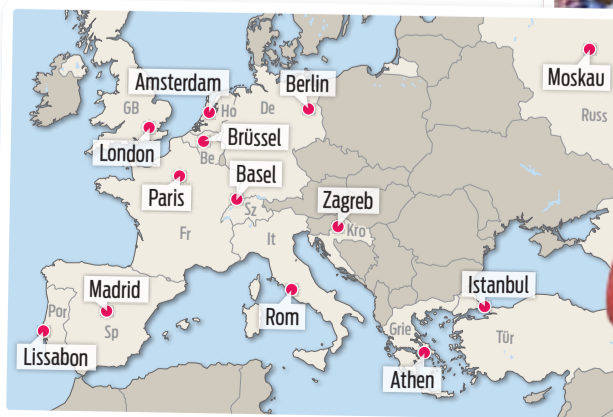 Moskau
Russ
Amsterdam
Berlin
GB
Ho
De
London
Brüssel
Be
Paris
Basel
Sz
Zagreb
Kro
Fr
It
Madrid
Por
Sp
Lissabon
Rom
Istanbul
Grie
Tür
Athen